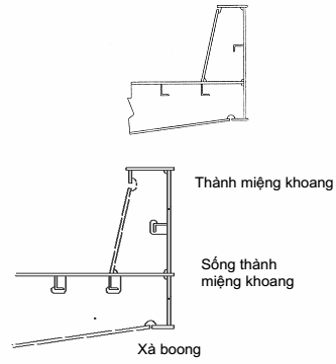 Thành miệng khoang
Sống thành
miệng khoang
Xà boong